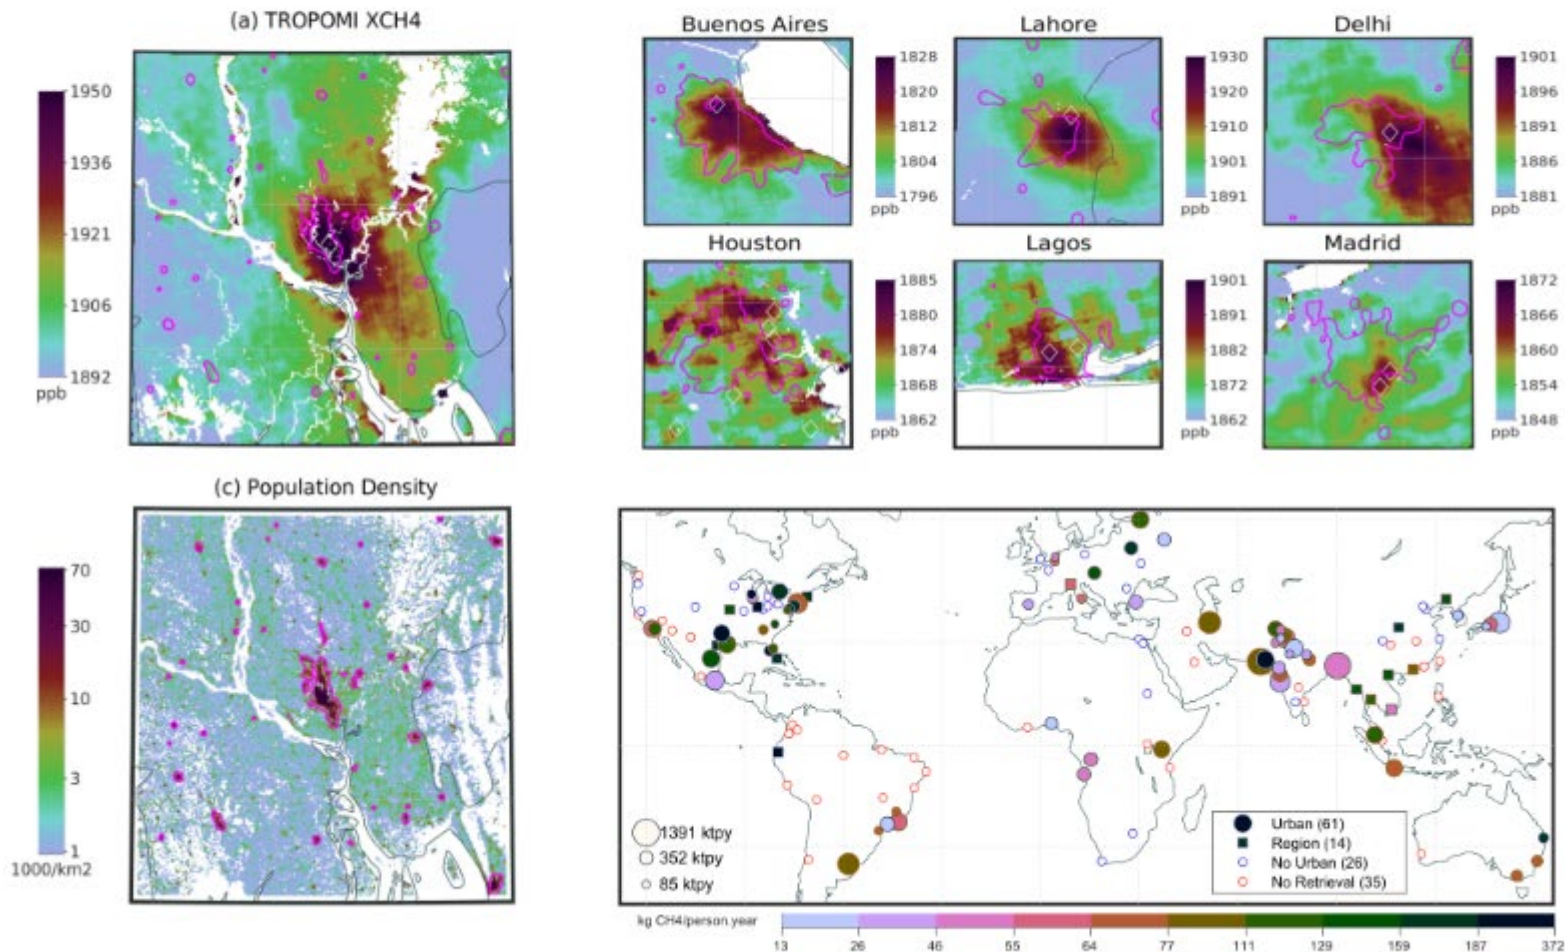 (a) TROPOMI XCH4
1950
1936
1921
1906
1892
ppb
Buenos Aires
1828
1820
1812
1804
1796
ppb
Lahore
1930
1920
1910
1901
1891
ppb
Delhi
1901
1896
1891
1886
1881
ppb
Houston
1885
1880
1874
1868
1862
ppb
Lagos
1901
1891
1882
1872
1862
ppb
Madrid
1872
1866
1860
1854
1848
ppb
(c) Population Density
70
30
10
3
1
1000/km2
1391 ktpy
352 ktpy
85 ktpy
Urban (61)
Region (14)
No Urban (26)
No Retrieval (35)
kg CH4/person.year
13 26 46 55 64 77 111 129 159 187 372